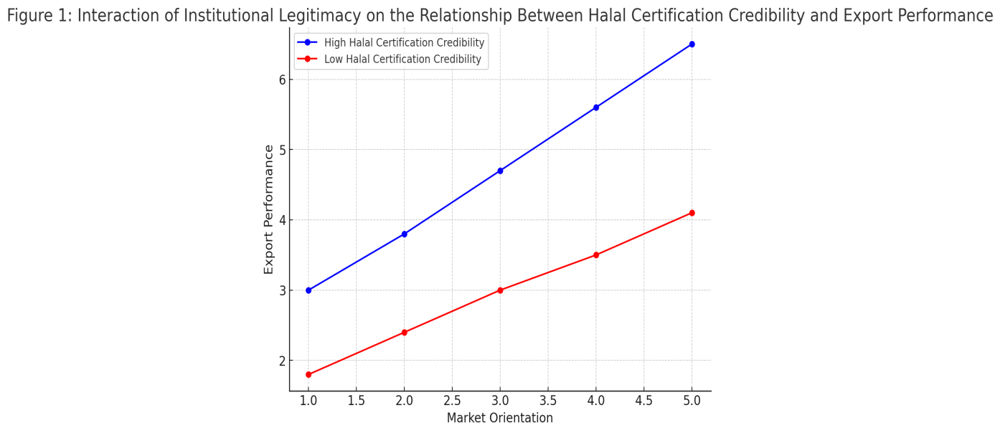 Figure 1: Interaction of Institutional Legitimacy on the Relationship Between Halal Certification Credibility and Export Performance
High Halal Certification Credibility
Low Halal Certification Credibility
Export Performance
6
5
4
3
2
1.0 1.5 2.0 2.5 3.0 3.5 4.0 4.5 5.0
Market Orientation